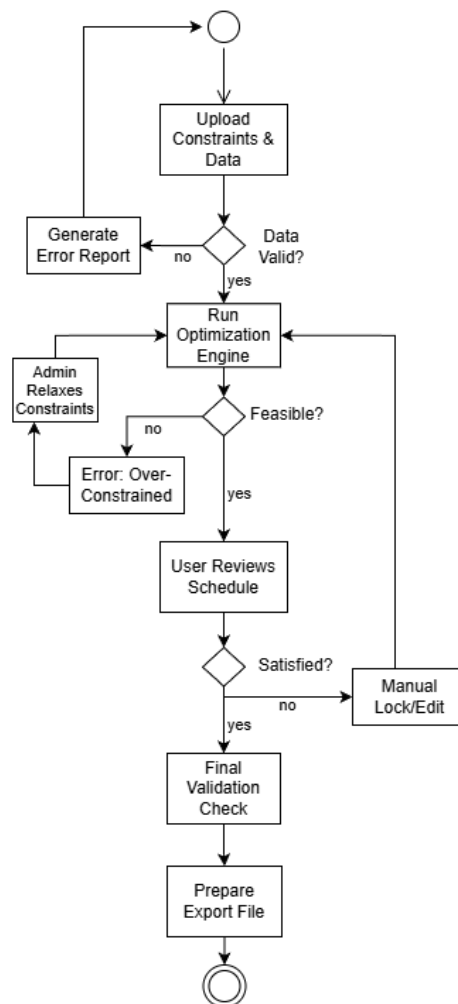 Upload
Constraints &
Data
Generate
Error Report
no
Data
Valid?
yes
Run
Optimization
Engine
Admin
Relaxes
Constraints
Feasible?
no
Error: Over-
Constrained
yes
User Reviews
Schedule
Satisfied?
no
Manual
Lock/Edit
yes
Final
Validation
Check
Prepare
Export File